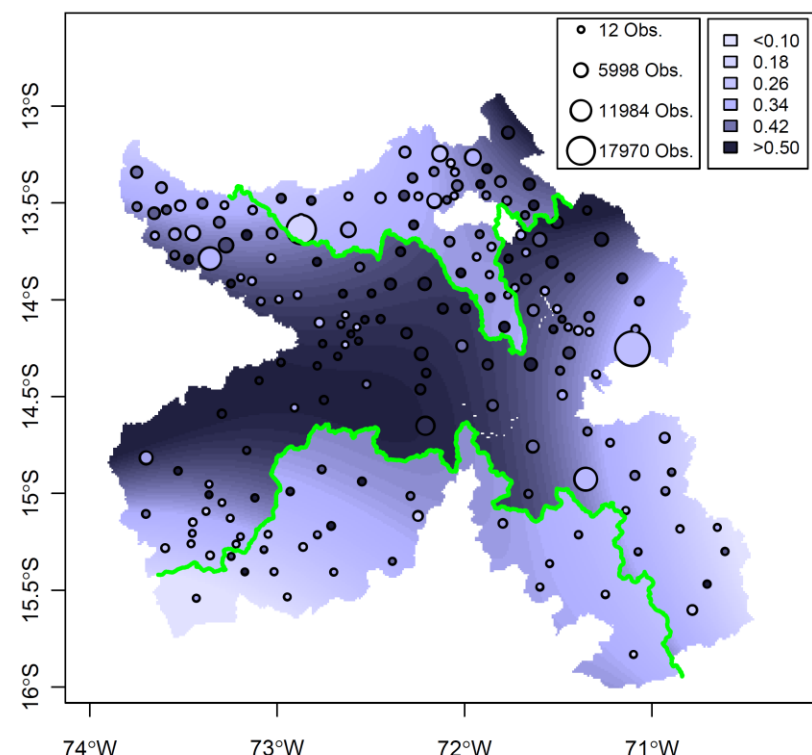 12 Obs.
5998 Obs.
11984 Obs.
17970 Obs.
<0.10
0.18
0.26
0.34
0.42
>0.50
13°S
13.5°S
14°S
14.5°S
15°S
15.5°S
16°S
74°W
73°W
72°W
71°W